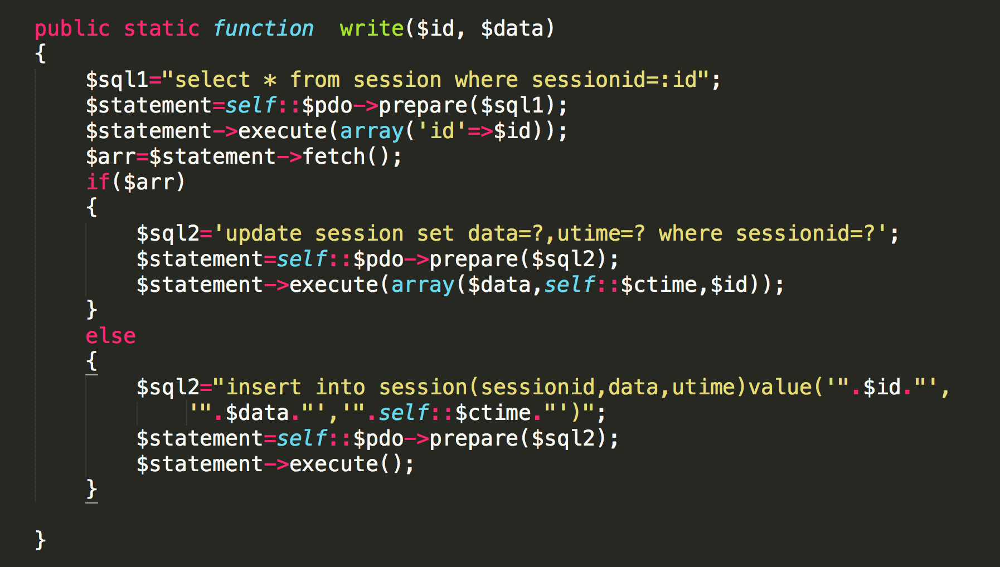 public static function  write($id, $data)
{
    $sql1="select * from session where sessionid=:id";
    $statement=self::$pdo->prepare($sql1);
    $statement->execute(array('id'=>$id));
    $arr=$statement->fetch();
    if($arr)
    {
        $sql2='update session set data=?,utime=? where sessionid=?';
        $statement=self::$pdo->prepare($sql2);
        $statement->execute(array($data,self::$ctime,$id));
    }
    else
    {
        $sql2="insert into session(sessionid,data,utime)value('".$id."',
            '".$data."','".self::$ctime."')";
        $statement=self::$pdo->prepare($sql2);
        $statement->execute();
    }
}